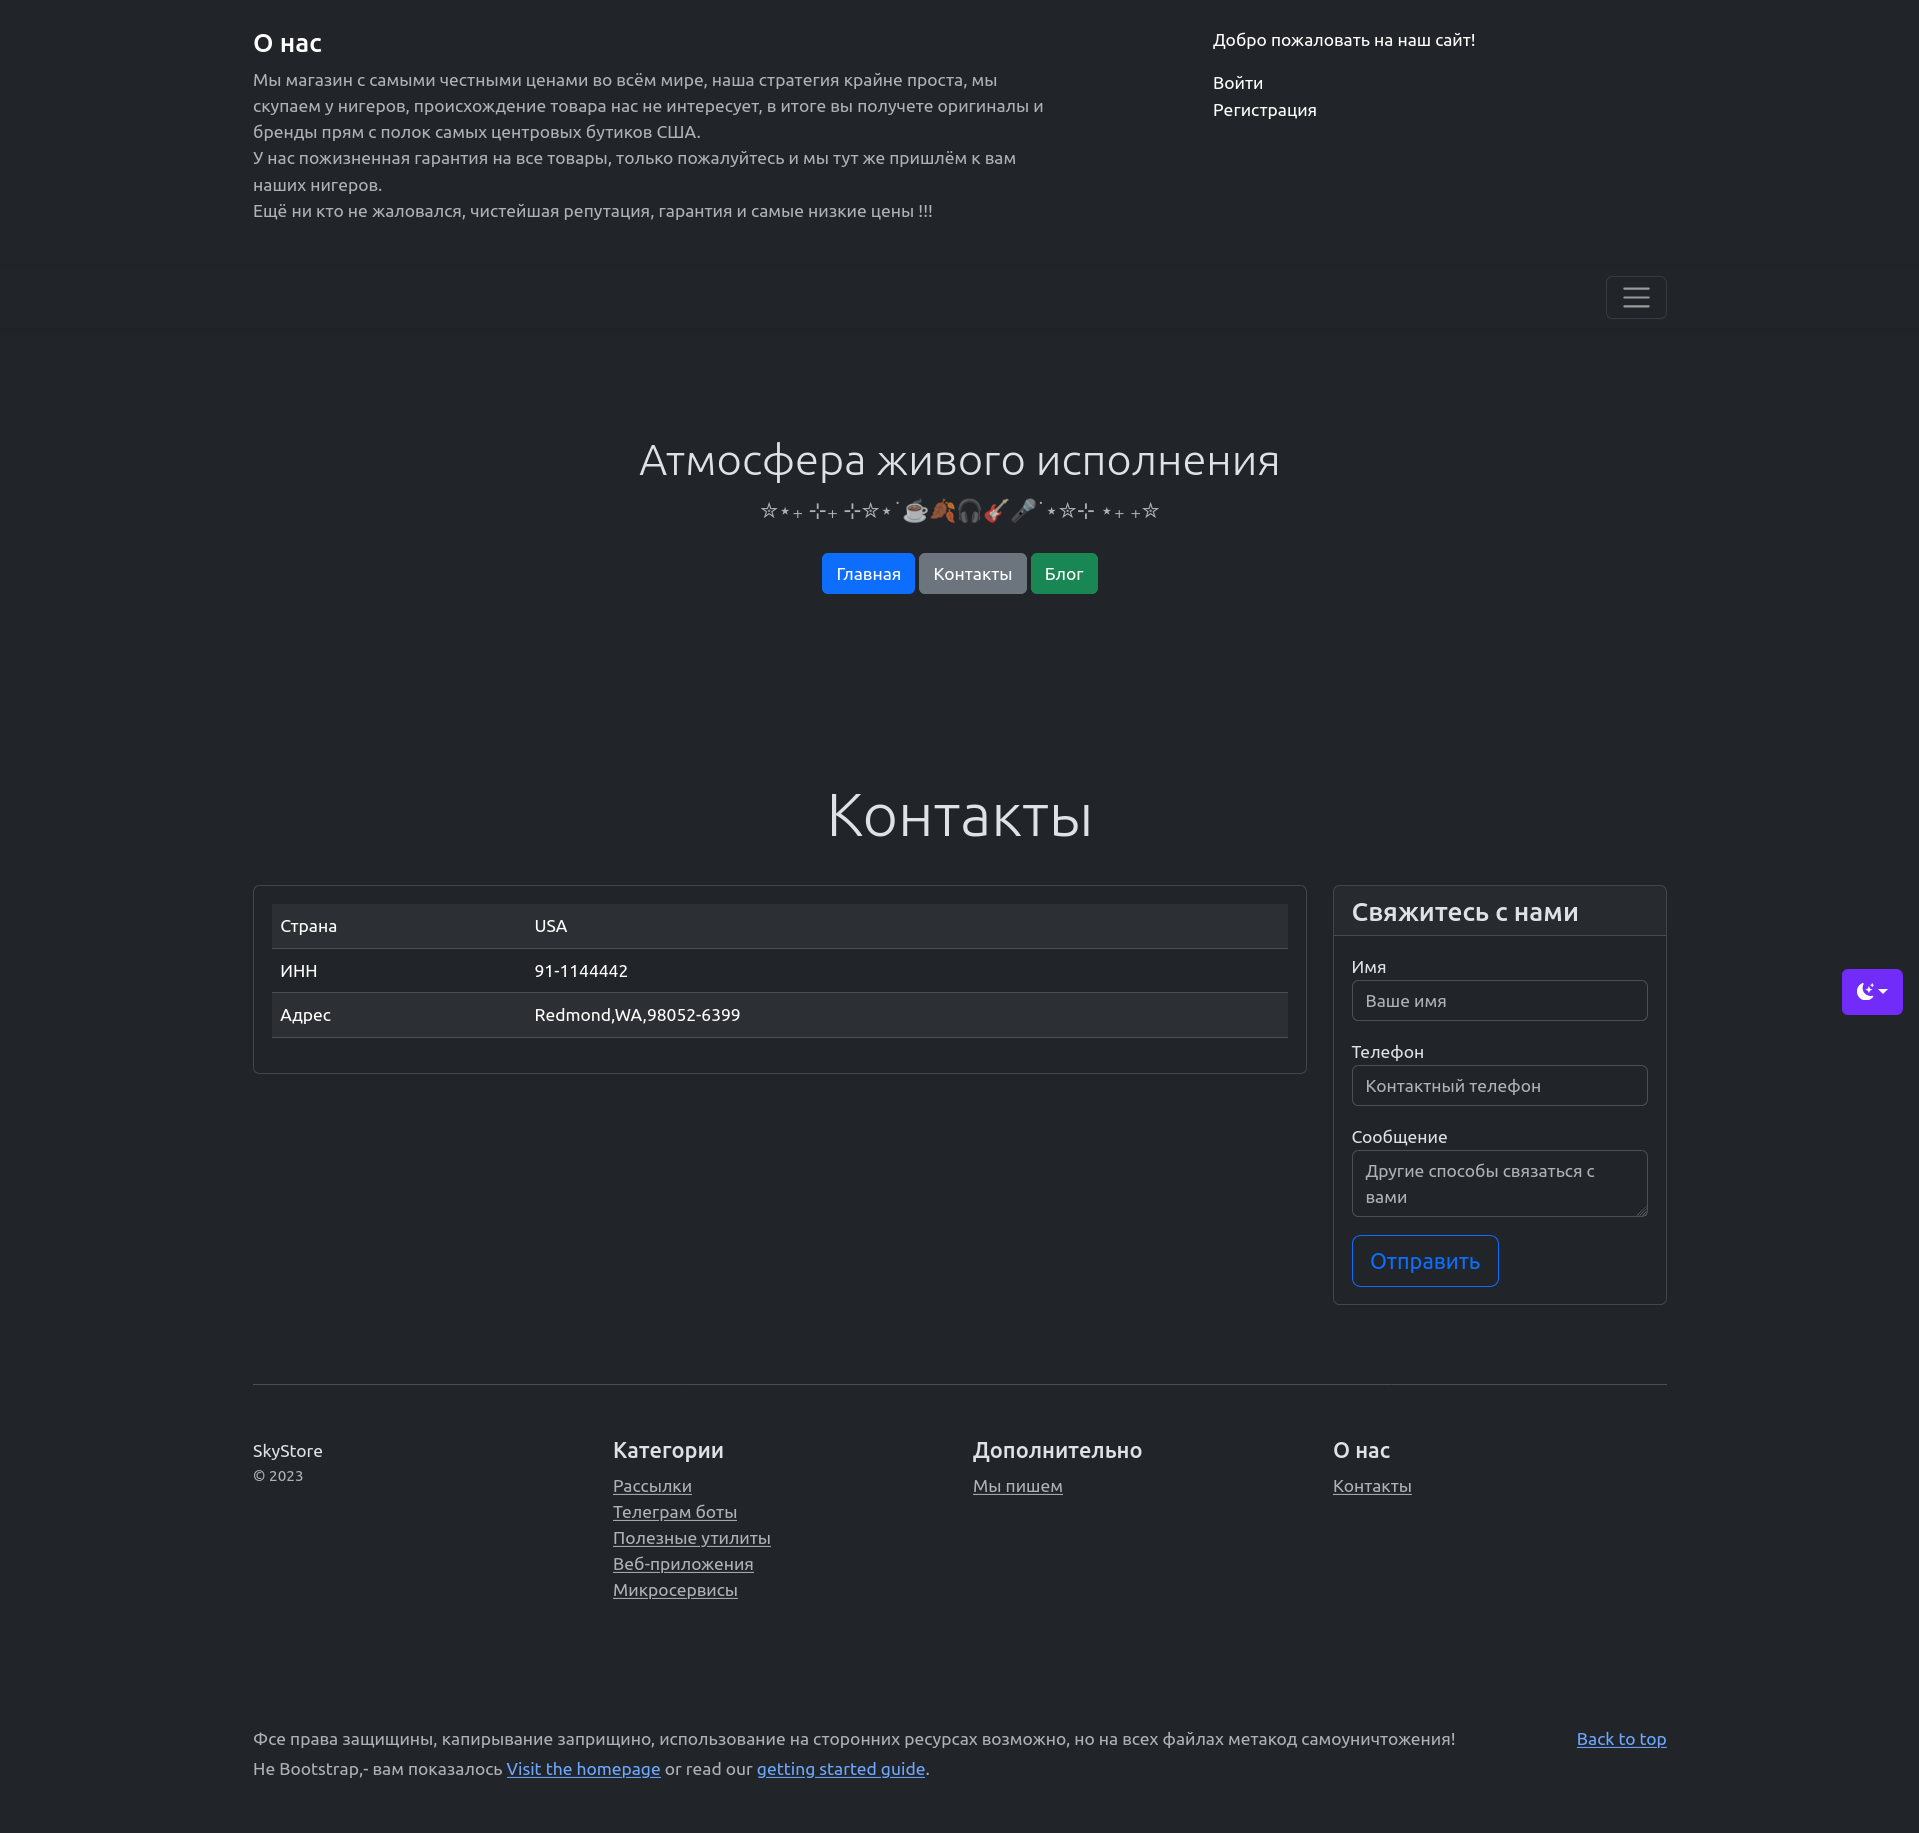 О нас
Мы магазин с самыми честными ценами во всём мире, наша стратегия крайне проста, мы
скупаем у нигеров, происхождение товара нас не интересует, в итоге вы получете оригиналы и
бренды прям с полок самых центровых бутиков США.
У нас пожизненная гарантия на все товары, только пожалуйтесь и мы тут же пришлём к вам
наших нигеров.
Ещё ни кто не жаловался, чистейшая репутация, гарантия и самые низкие цены !!!
Добро пожаловать на наш сайт!
Войти
Регистрация
Атмосфера живого исполнения
✮⋆₊ ⊹₊ ⊹✮⋆˙☕🍂🎧🎸🎤˙⋆✮⊹ ⋆₊ ₊✮
Главная Контакты Блог
Контакты
Страна USA
ИНН 91-1144442
Адрес Redmond,WA,98052-6399
Свяжитесь с нами
Имя
Ваше имя
Телефон
Контактный телефон
Сообщение
Другие способы связаться с
вами
Отправить
SkyStore
© 2023
Категории
Рассылки
Телеграм боты
Полезные утилиты
Веб-приложения
Микросервисы
Дополнительно
Мы пишем
О нас
Контакты
Фсе права защищины, капирывание заприщино, использование на сторонних ресурсах возможно, но на всех файлах метакод самоуничтожения!
Back to top
Не Bootstrap,- вам показалось Visit the homepage or read our getting started guide.